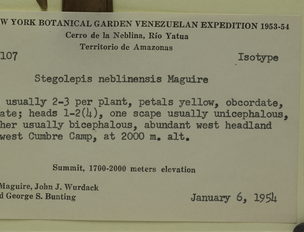 W YORK BOTANICAL GARDEN VENEZUELAN EXPEDITION 1953-54
Cerro de la Neblina, Río Yatua
Territorio de Amazonas
107 Isotype
Stegolepis neblinensis Maguire
usually 2-3 per plant, petals yellow, obcordate,
ate; heads 1-2(4), one scape usually unicephalous,
her usually bicephalous, abundant west headland
west Cumbre Camp, at 2000 m. alt.
Summit, 1700-2000 meters elevation
Maguire, John J. Wurdack
d George S. Bunting
January 6, 1954